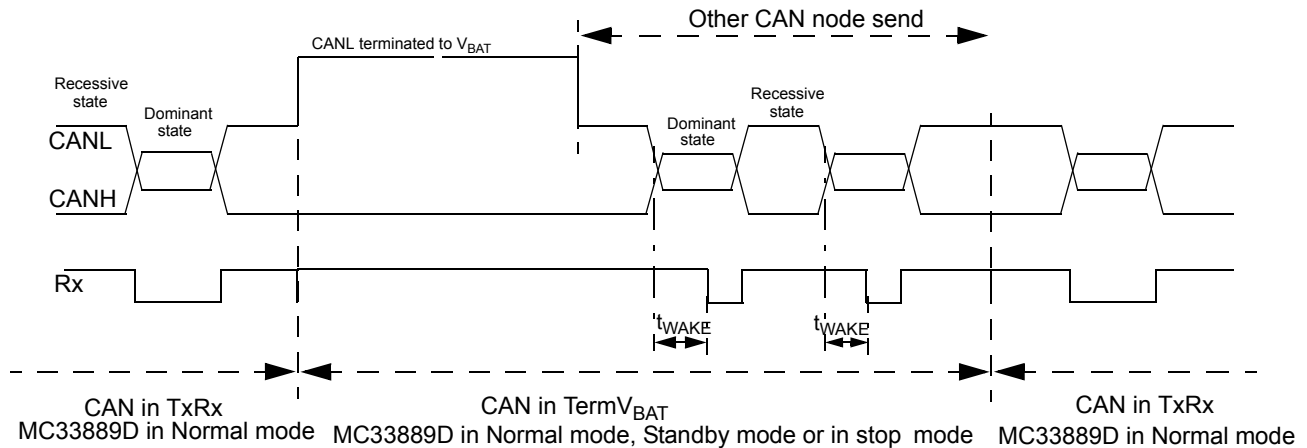 Other CAN node send
CANL terminated to VBAT
Recessive
state
Dominant
state
Recessive
state
Dominant
state
CANL
CANH
Rx
tWAKE
tWAKE
CAN in TxRx
MC33889D in Normal mode
CAN in TermVBAT
MC33889D in Normal mode, Standby mode or in stop mode
CAN in TxRx
MC33889D in Normal mode